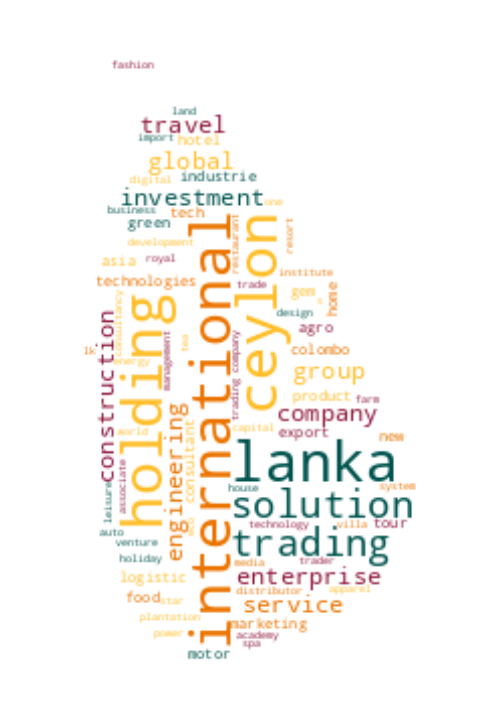 fashion
land
travel
import hotel
global
digital industrie
investment one
business tech
green
development
restaurant
resort
asia royal
technologies
international
ceylon
holding
institute
trade
gem
home
design
agro
consultancy
construction
lk
energy
management
tea
trading company
colombo
group
product farm
company
capital export
new
world
engineering
consultant
eco
associate
leisure
lanka
house system
solution
technology villa tour
auto
venture
trading
holiday
media trader
logistic enterprise
distributor apparel
food star
service
plantation marketing
power academy
spa
motor